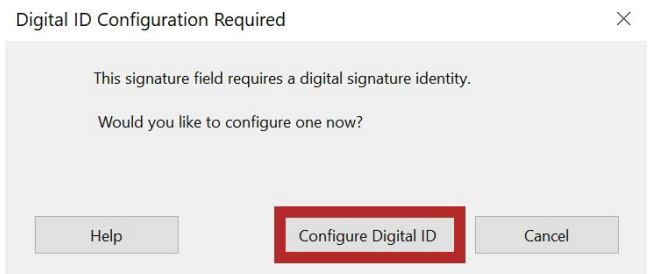 Digital ID Configuration Required
This signature field requires a digital signature identity.
Would you like to configure one now?
Help
Configure Digital ID
Cancel